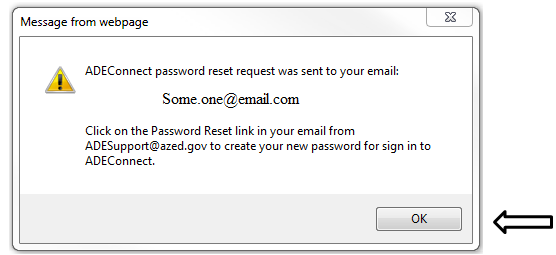 Message from webpage
ADEConnect password reset request was sent to your email:
Some.one@email.com
Click on the Password Reset link in your email from
ADESupport@azed.gov to create your new password for sign in to
ADEConnect.
OK